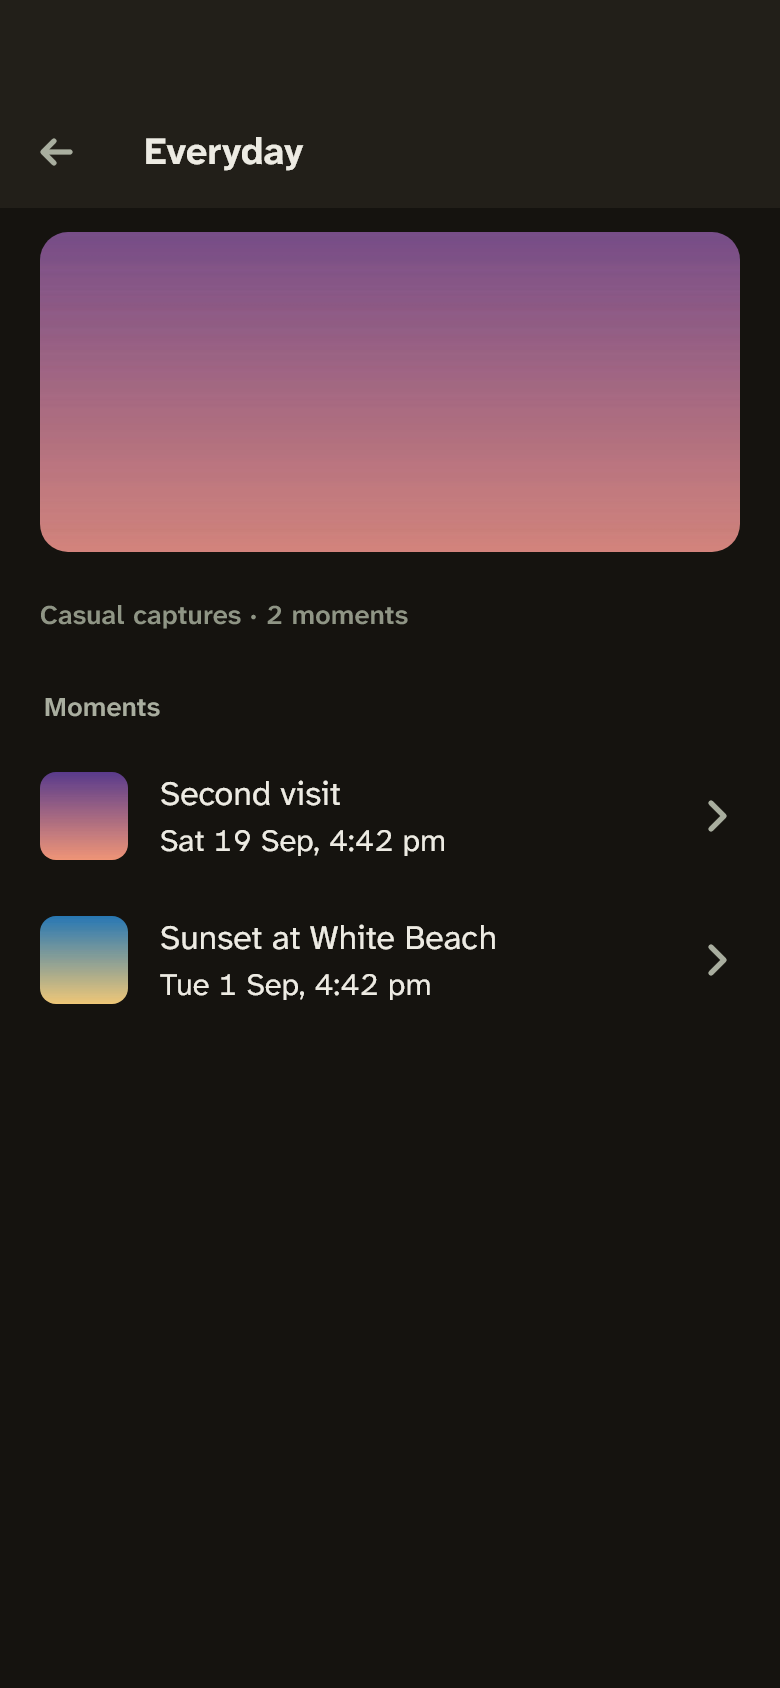 Everyday
Casual captures · 2 moments
Moments
Second visit
Sat 19 Sep, 4:42 pm
Sunset at White Beach
Tue 1 Sep, 4:42 pm